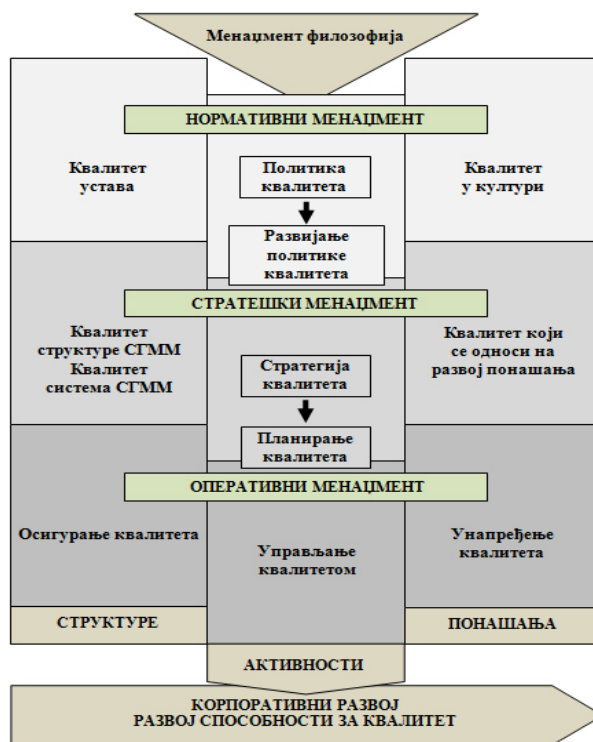 Менаџмент филозофија
НОРМАТИВНИ МЕНАЏМЕНТ
Квалитет
устава
Политика
квалитета
Квалитет
у култури
Развијање
политике
квалитета
СТРАТЕШКИ МЕНАЏМЕНТ
Квалитет
структуре СГММ
Квалитет
система СГММ
Стратегија
квалитета
Квалитет који
се односи на
развој понашања
Планирање
квалитета
ОПЕРАТИВНИ МЕНАЏМЕНТ
Осигурање квалитета
Управљање
квалитетом
Унапређење
квалитета
СТРУКТУРЕ
ПОНАШАЊА
АКТИВНОСТИ
КОРПОРАТИВНИ РАЗВОЈ
РАЗВОЈ СПОСОБНОСТИ ЗА КВАЛИТЕТ